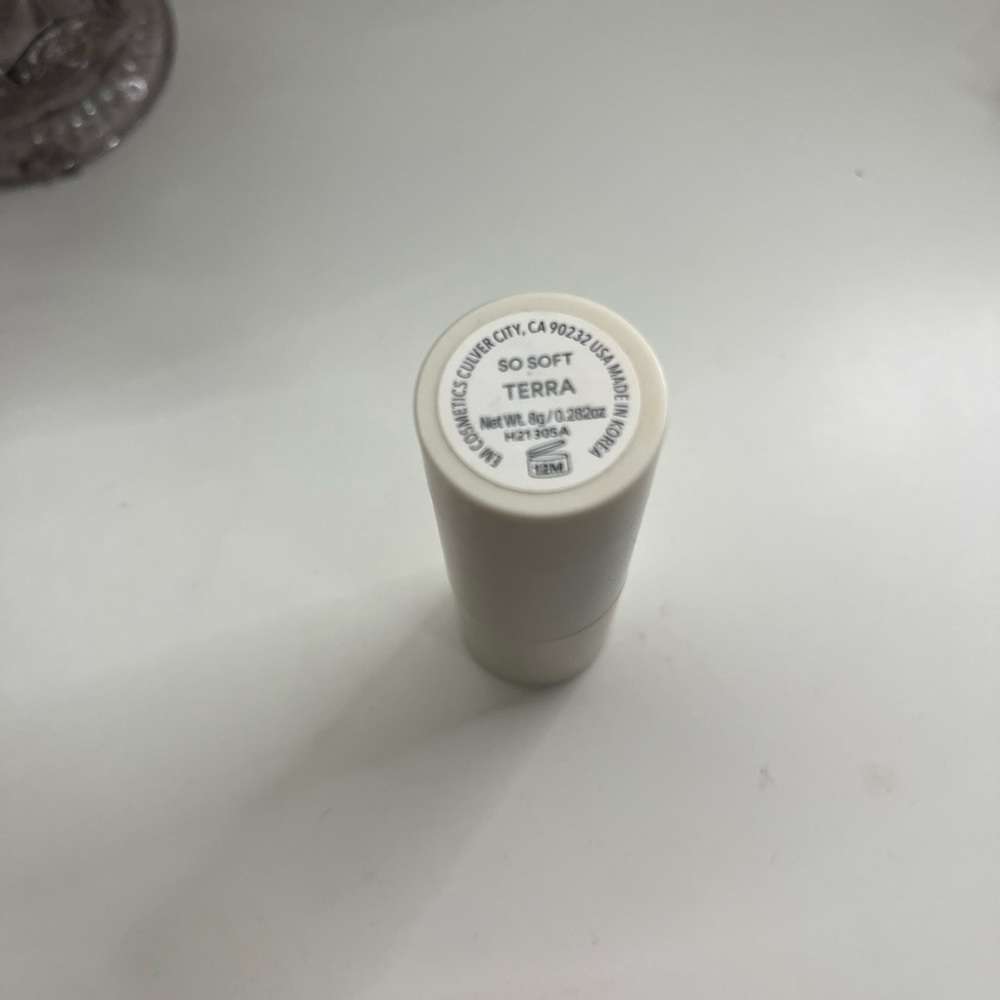 EM COSMETICS CULVER CITY, CA 90232 USA MADE IN KOREA
SO SOFT
TERRA
Net Wt. 8g / 0.282oz
H21305A
12M